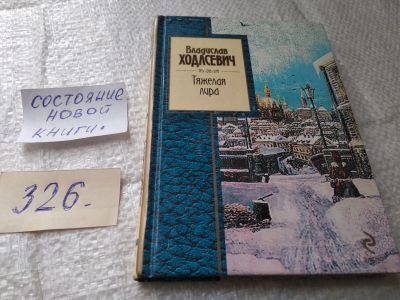 Владислав
ХОДАСЕВИЧ
Тяжелая
лира
СОСТОЯНИЕ
НОВОЙ
КНИГИ.
326.